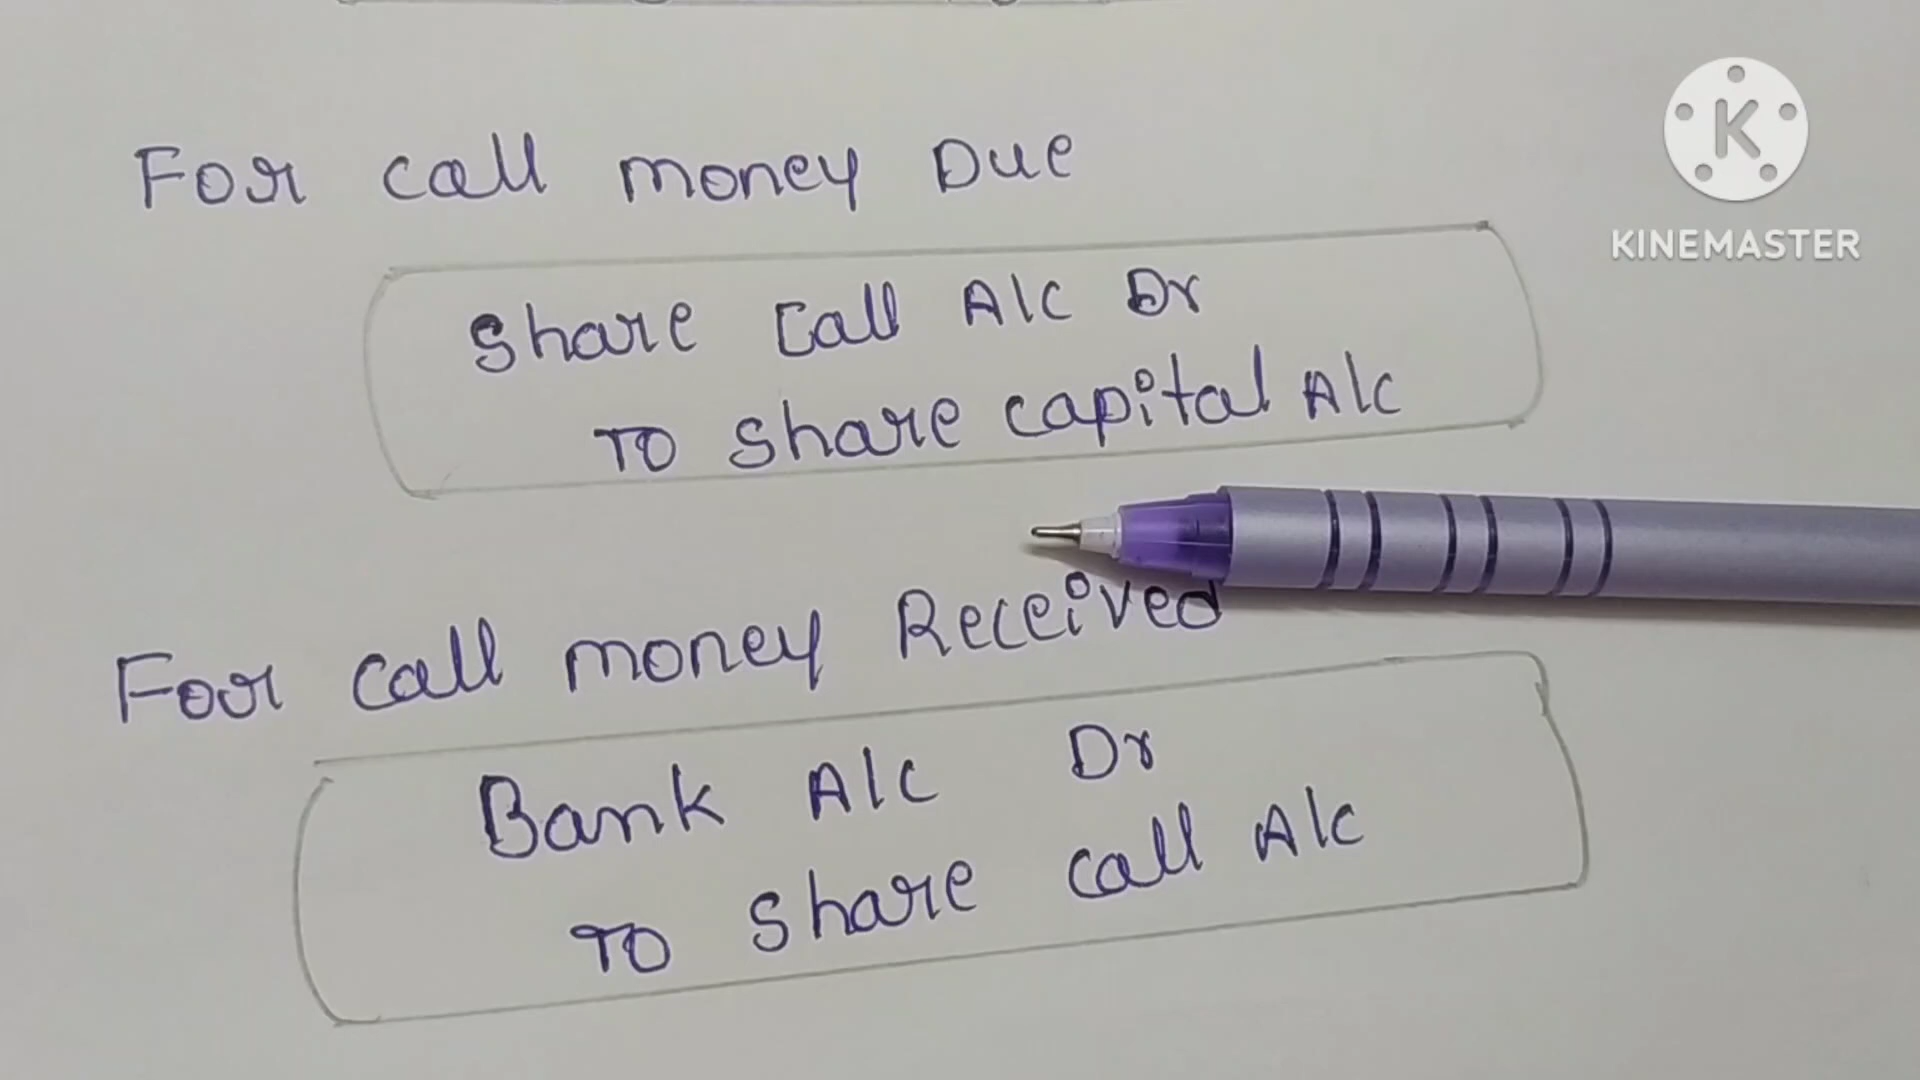 For call money Due
Share Call A/c Dr
To Share capital A/c
For call money Received
Bank A/c Dr
To Share call A/c
KINEMASTER